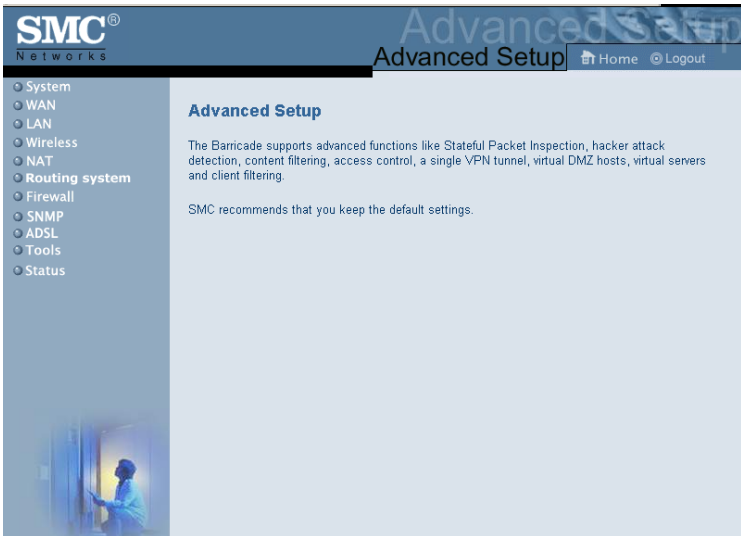 SMC®
Networks
Advanced Setup
Advanced Setup
Home
Logout
System
WAN
LAN
Wireless
NAT
Routing system
Firewall
SNMP
ADSL
Tools
Status
Advanced Setup
The Barricade supports advanced functions like Stateful Packet Inspection, hacker attack
detection, content filtering, access control, a single VPN tunnel, virtual DMZ hosts, virtual servers
and client filtering.
SMC recommends that you keep the default settings.